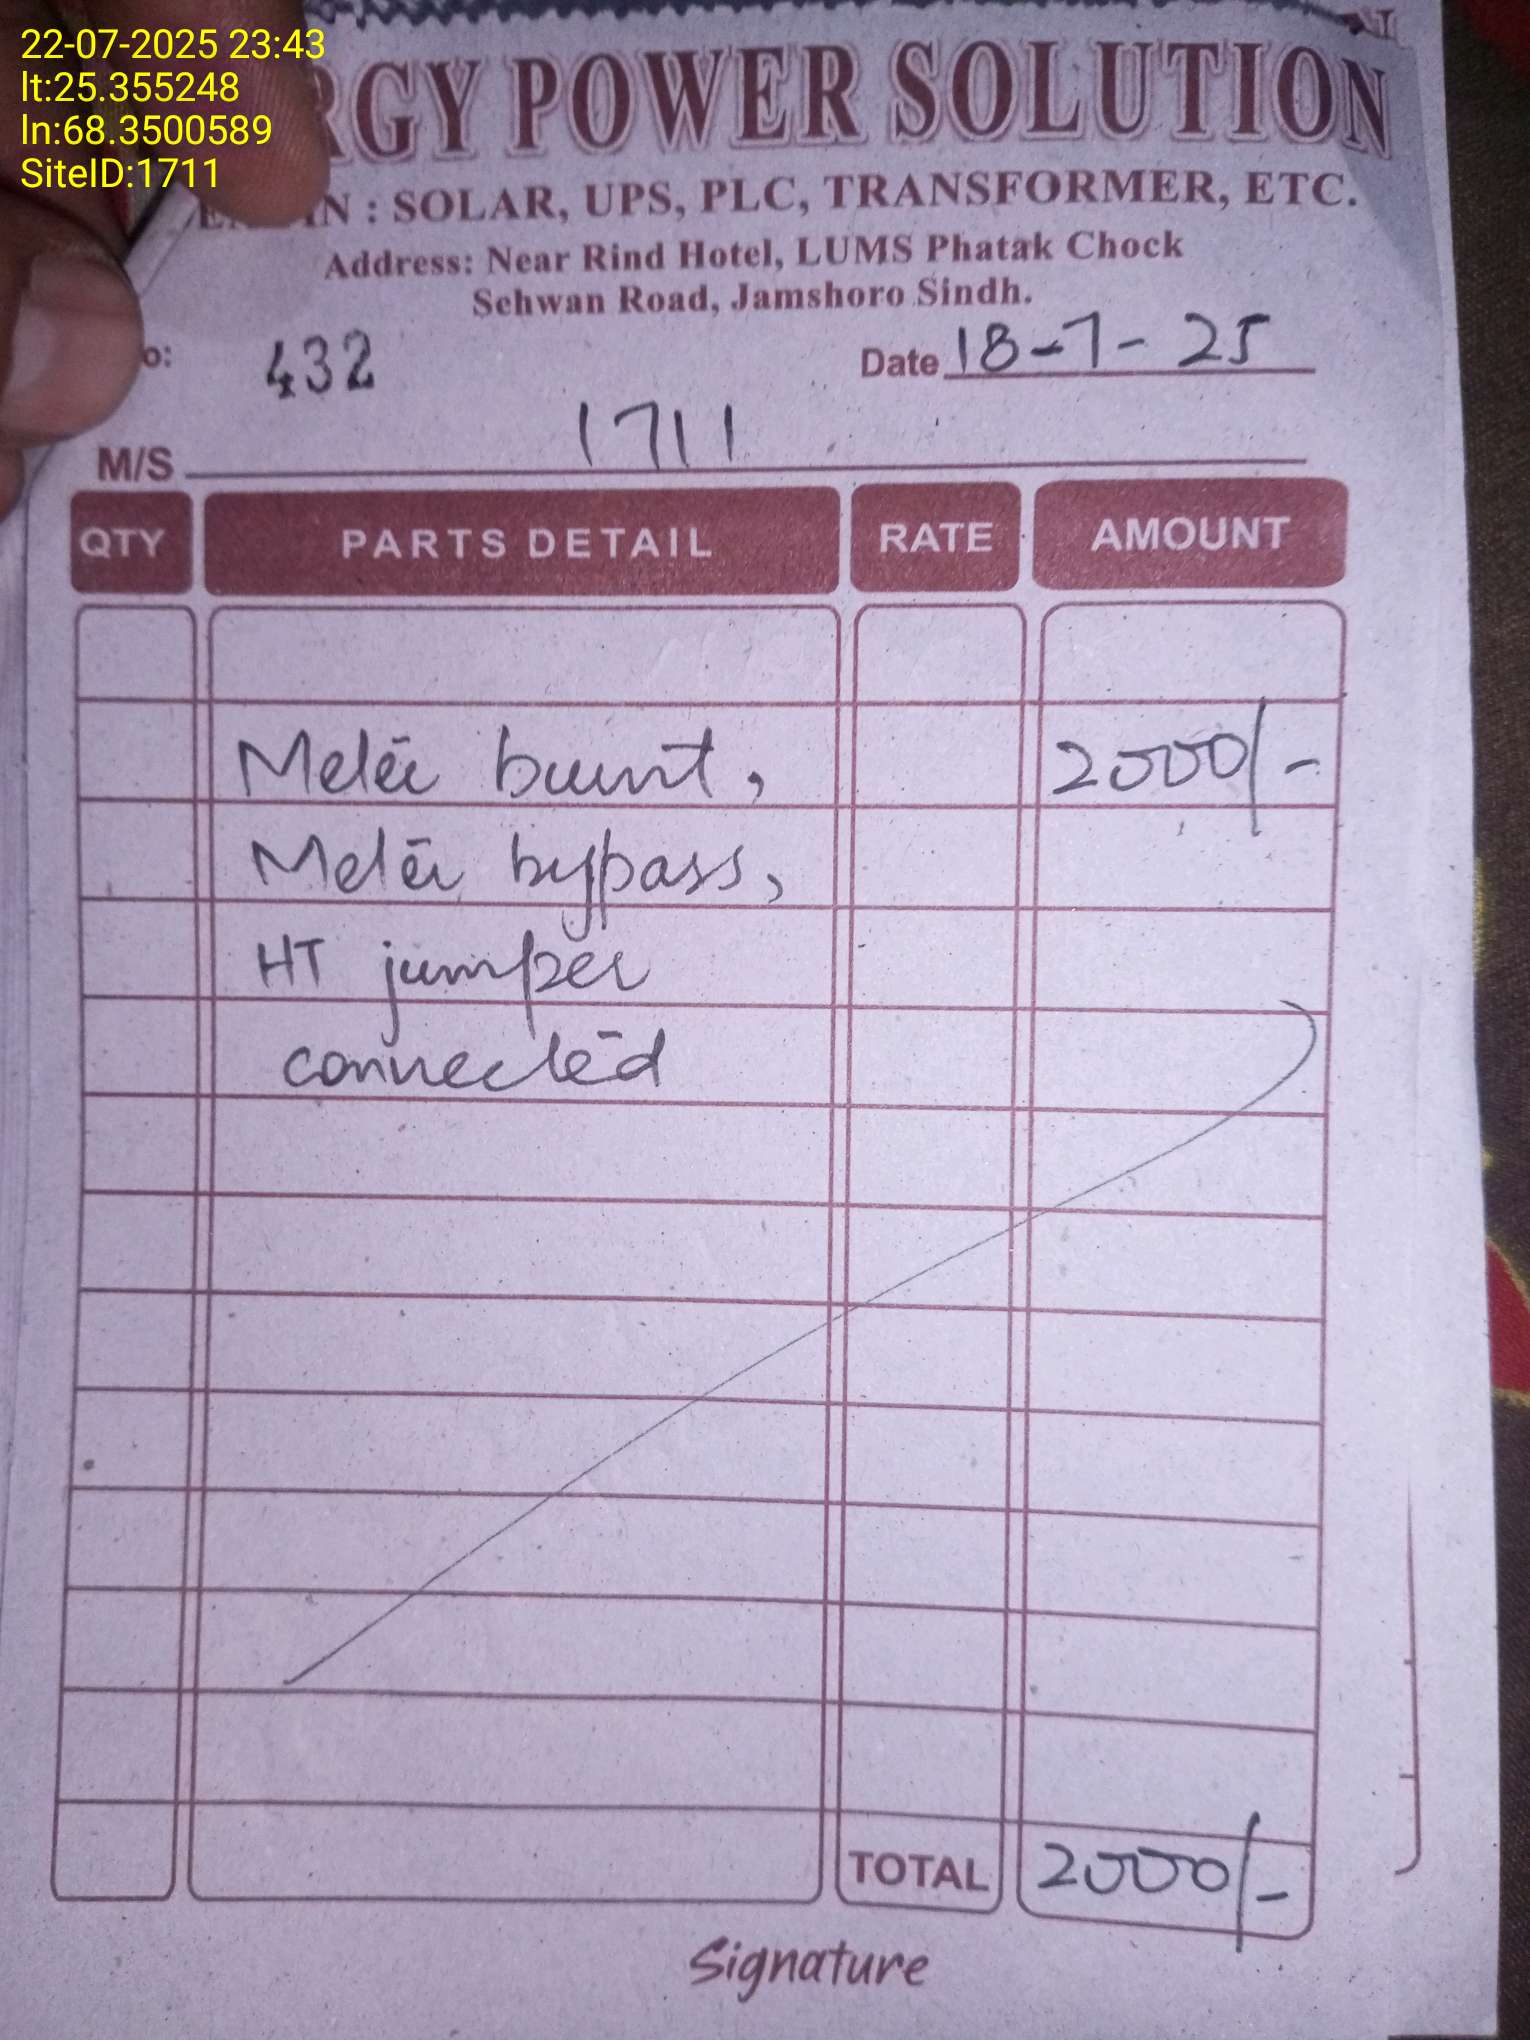 22-07-2025 23:43
lt:25.355248
ln:68.3500589
SiteID:1711
POWER SOLUTION
IN : SOLAR, UPS, PLC, TRANSFORMER, ETC.
Address: Near Rind Hotel, LUMS Phatak Chock
Sehwan Road, Jamshoro Sindh.
432
Date 18-7-25
M/S 1711
QTY PARTS DETAIL RATE AMOUNT
Meter burnt, 2000/-
Meter bypass,
HT jumper
connected
TOTAL 2000/-
Signature